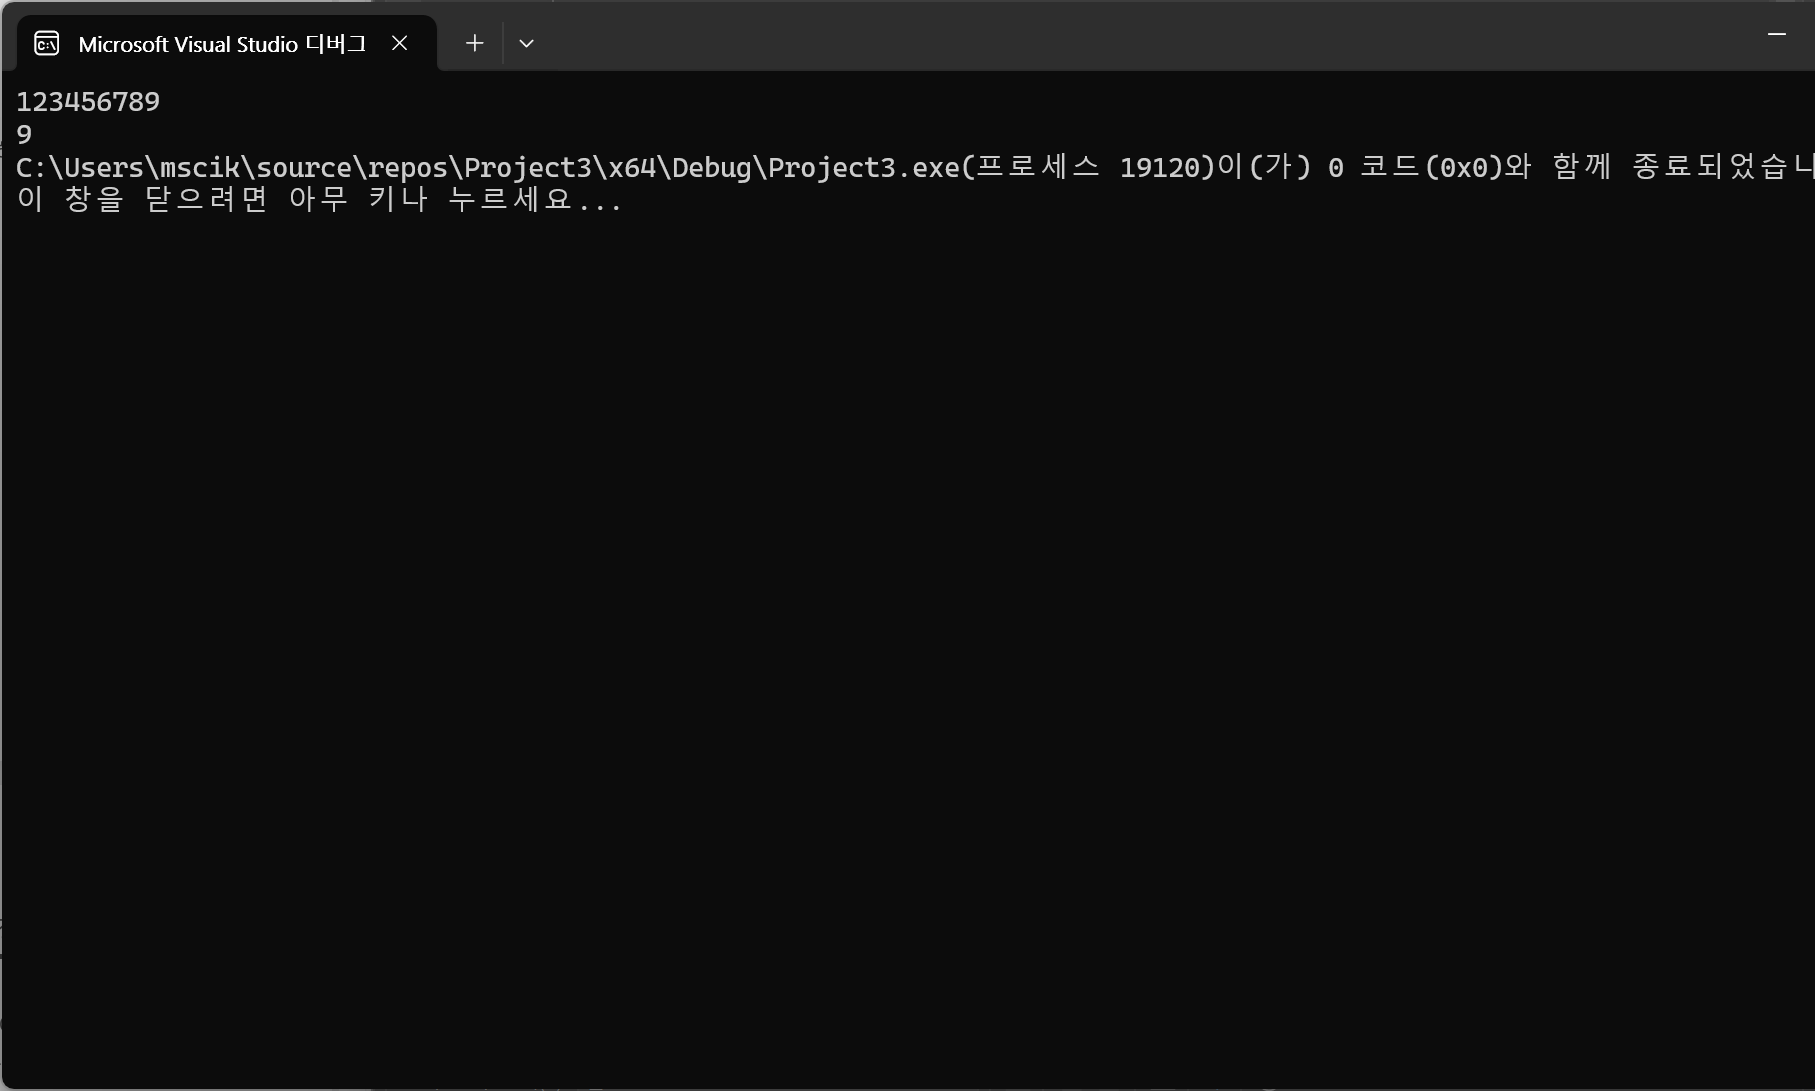 Microsoft Visual Studio 디버그
123456789
9
C:\Users\mscik\source\repos\Project3\x64\Debug\Project3.exe(프로세스 19120)이(가) 0 코드(0x0)와 함께 종료되었습니
이 창을 닫으려면 아무 키나 누르세요...